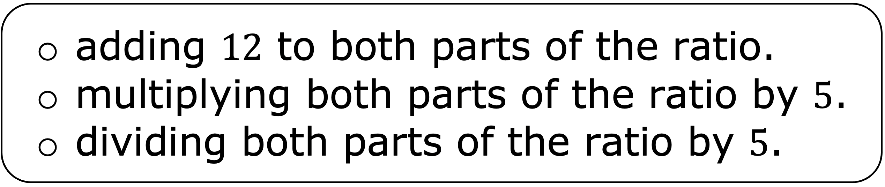 ○ adding 12 to both parts of the ratio.
○ multiplying both parts of the ratio by 5.
○ dividing both parts of the ratio by 5.